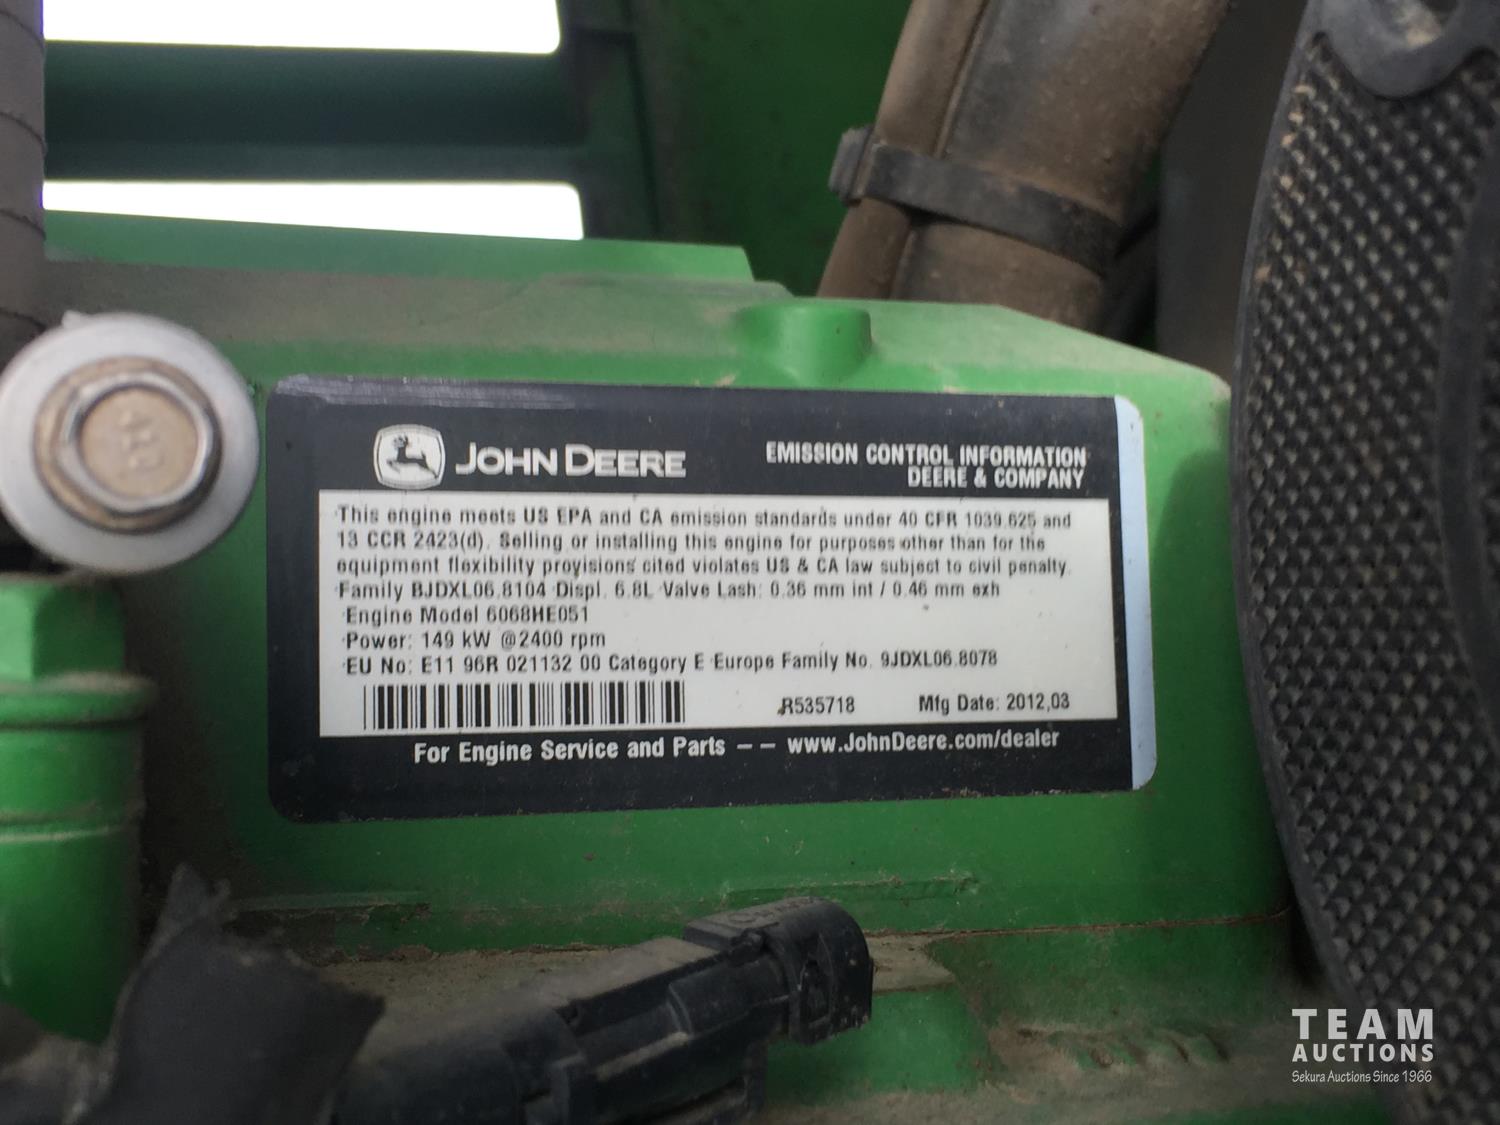 JOHN DEERE
EMISSION CONTROL INFORMATION
DEERE & COMPANY
This engine meets US EPA and CA emission standards under 40 CFR 1039.625 and
13 CCR 2423(d). Selling or installing this engine for purposes other than for the
equipment flexibility provisions cited violates US & CA law subject to civil penalty.
Family BJDXL06.8104 Displ. 6.8L Valve Lash: 0.36 mm int / 0.46 mm exh
Engine Model 6068HE051
Power: 149 kW @2400 rpm
EU No: E11 96R 021132 00 Category E Europe Family No. 9JDXL06.8078
R535718 Mfg Date: 2012,03
For Engine Service and Parts – – www.JohnDeere.com/dealer
TEAM
AUCTIONS
Sekura Auctions Since 1966